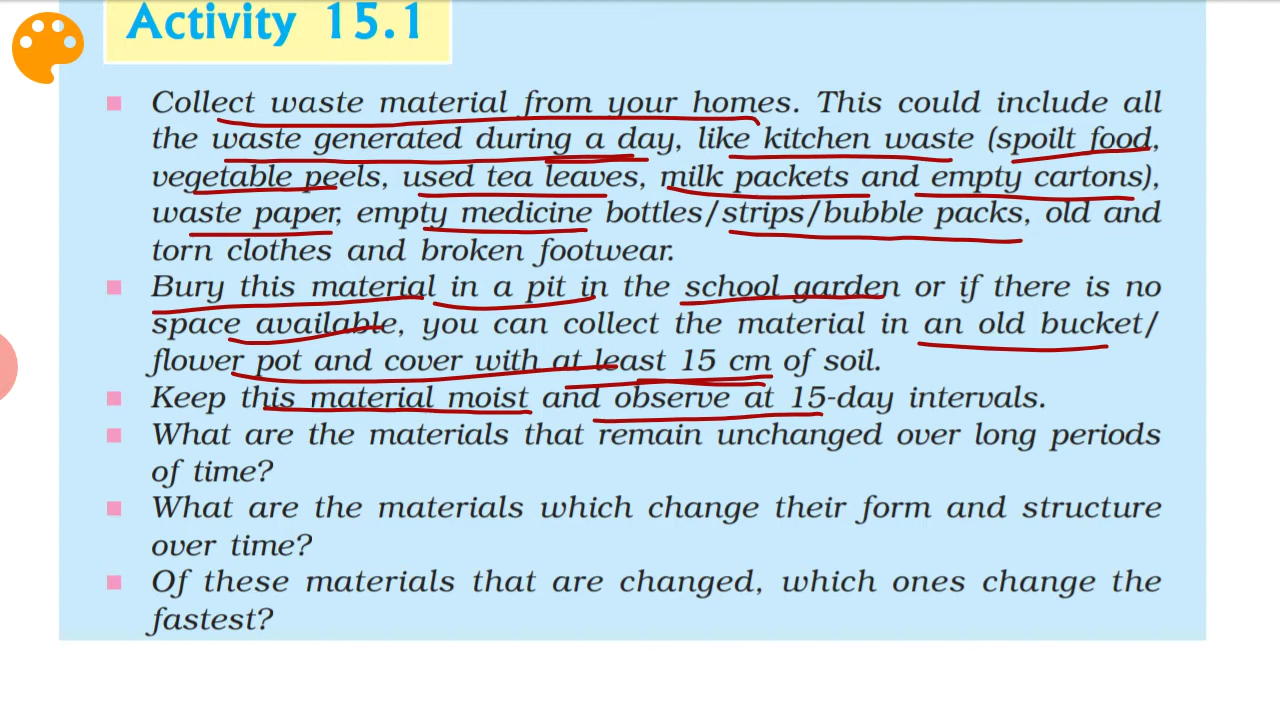 Activity 15.1
Collect waste material from your homes. This could include all
the waste generated during a day, like kitchen waste (spoilt food,
vegetable peels, used tea leaves, milk packets and empty cartons),
waste paper, empty medicine bottles/strips/bubble packs, old and
torn clothes and broken footwear.
Bury this material in a pit in the school garden or if there is no
space available, you can collect the material in an old bucket/
flower pot and cover with at least 15 cm of soil.
Keep this material moist and observe at 15-day intervals.
What are the materials that remain unchanged over long periods
of time?
What are the materials which change their form and structure
over time?
Of these materials that are changed, which ones change the
fastest?